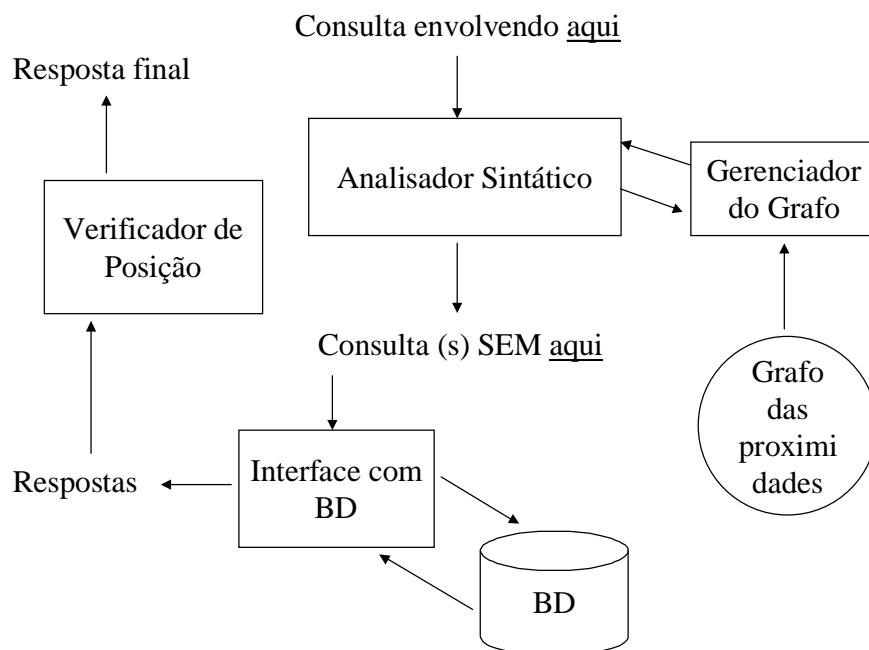 Consulta envolvendo aqui
Resposta final
Analisador Sintático
Gerenciador
do Grafo
Verificador de
Posição
Consulta (s) SEM aqui
Grafo
das
proximi
dades
Respostas
Interface com
BD
BD